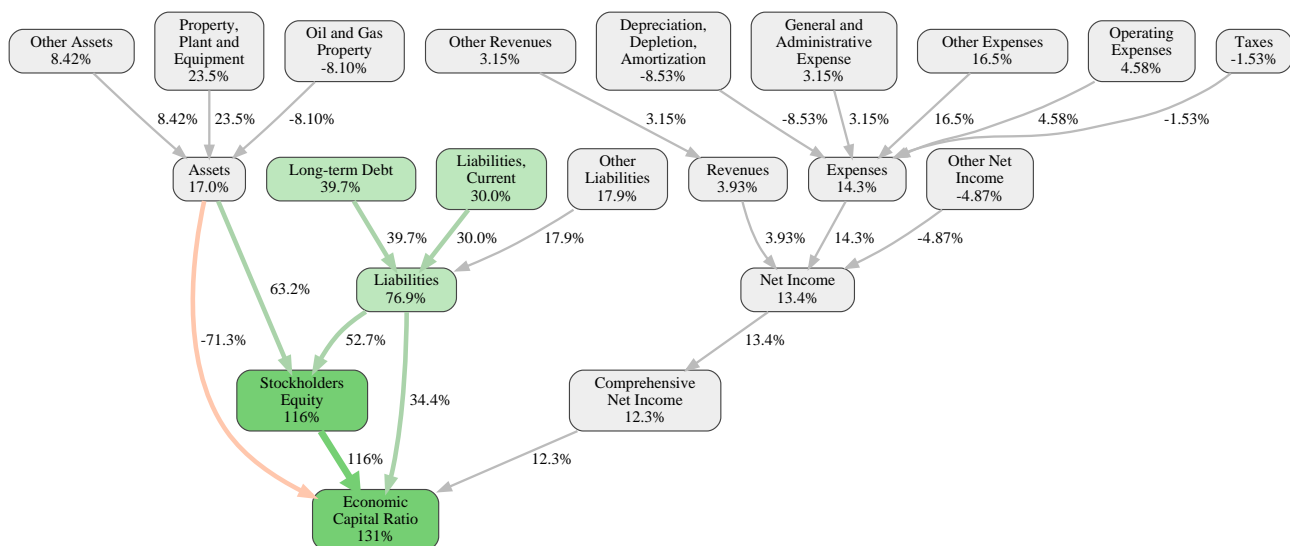 Other Assets
8.42%
Property,
Plant and
Equipment
23.5%
Oil and Gas
Property
-8.10%
Other Revenues
3.15%
Depreciation,
Depletion,
Amortization
-8.53%
General and
Administrative
Expense
3.15%
Other Expenses
16.5%
Operating
Expenses
4.58%
Taxes
-1.53%
8.42%
23.5%
-8.10%
3.15%
-8.53%
3.15%
16.5%
4.58%
-1.53%
Assets
17.0%
Long-term Debt
39.7%
Liabilities,
Current
30.0%
Other
Liabilities
17.9%
Revenues
3.93%
Expenses
14.3%
Other Net
Income
-4.87%
39.7%
30.0%
17.9%
3.93%
14.3%
-4.87%
63.2%
Liabilities
76.9%
Net Income
13.4%
-71.3%
52.7%
13.4%
Stockholders
Equity
116%
34.4%
Comprehensive
Net Income
12.3%
116%
12.3%
Economic
Capital Ratio
131%